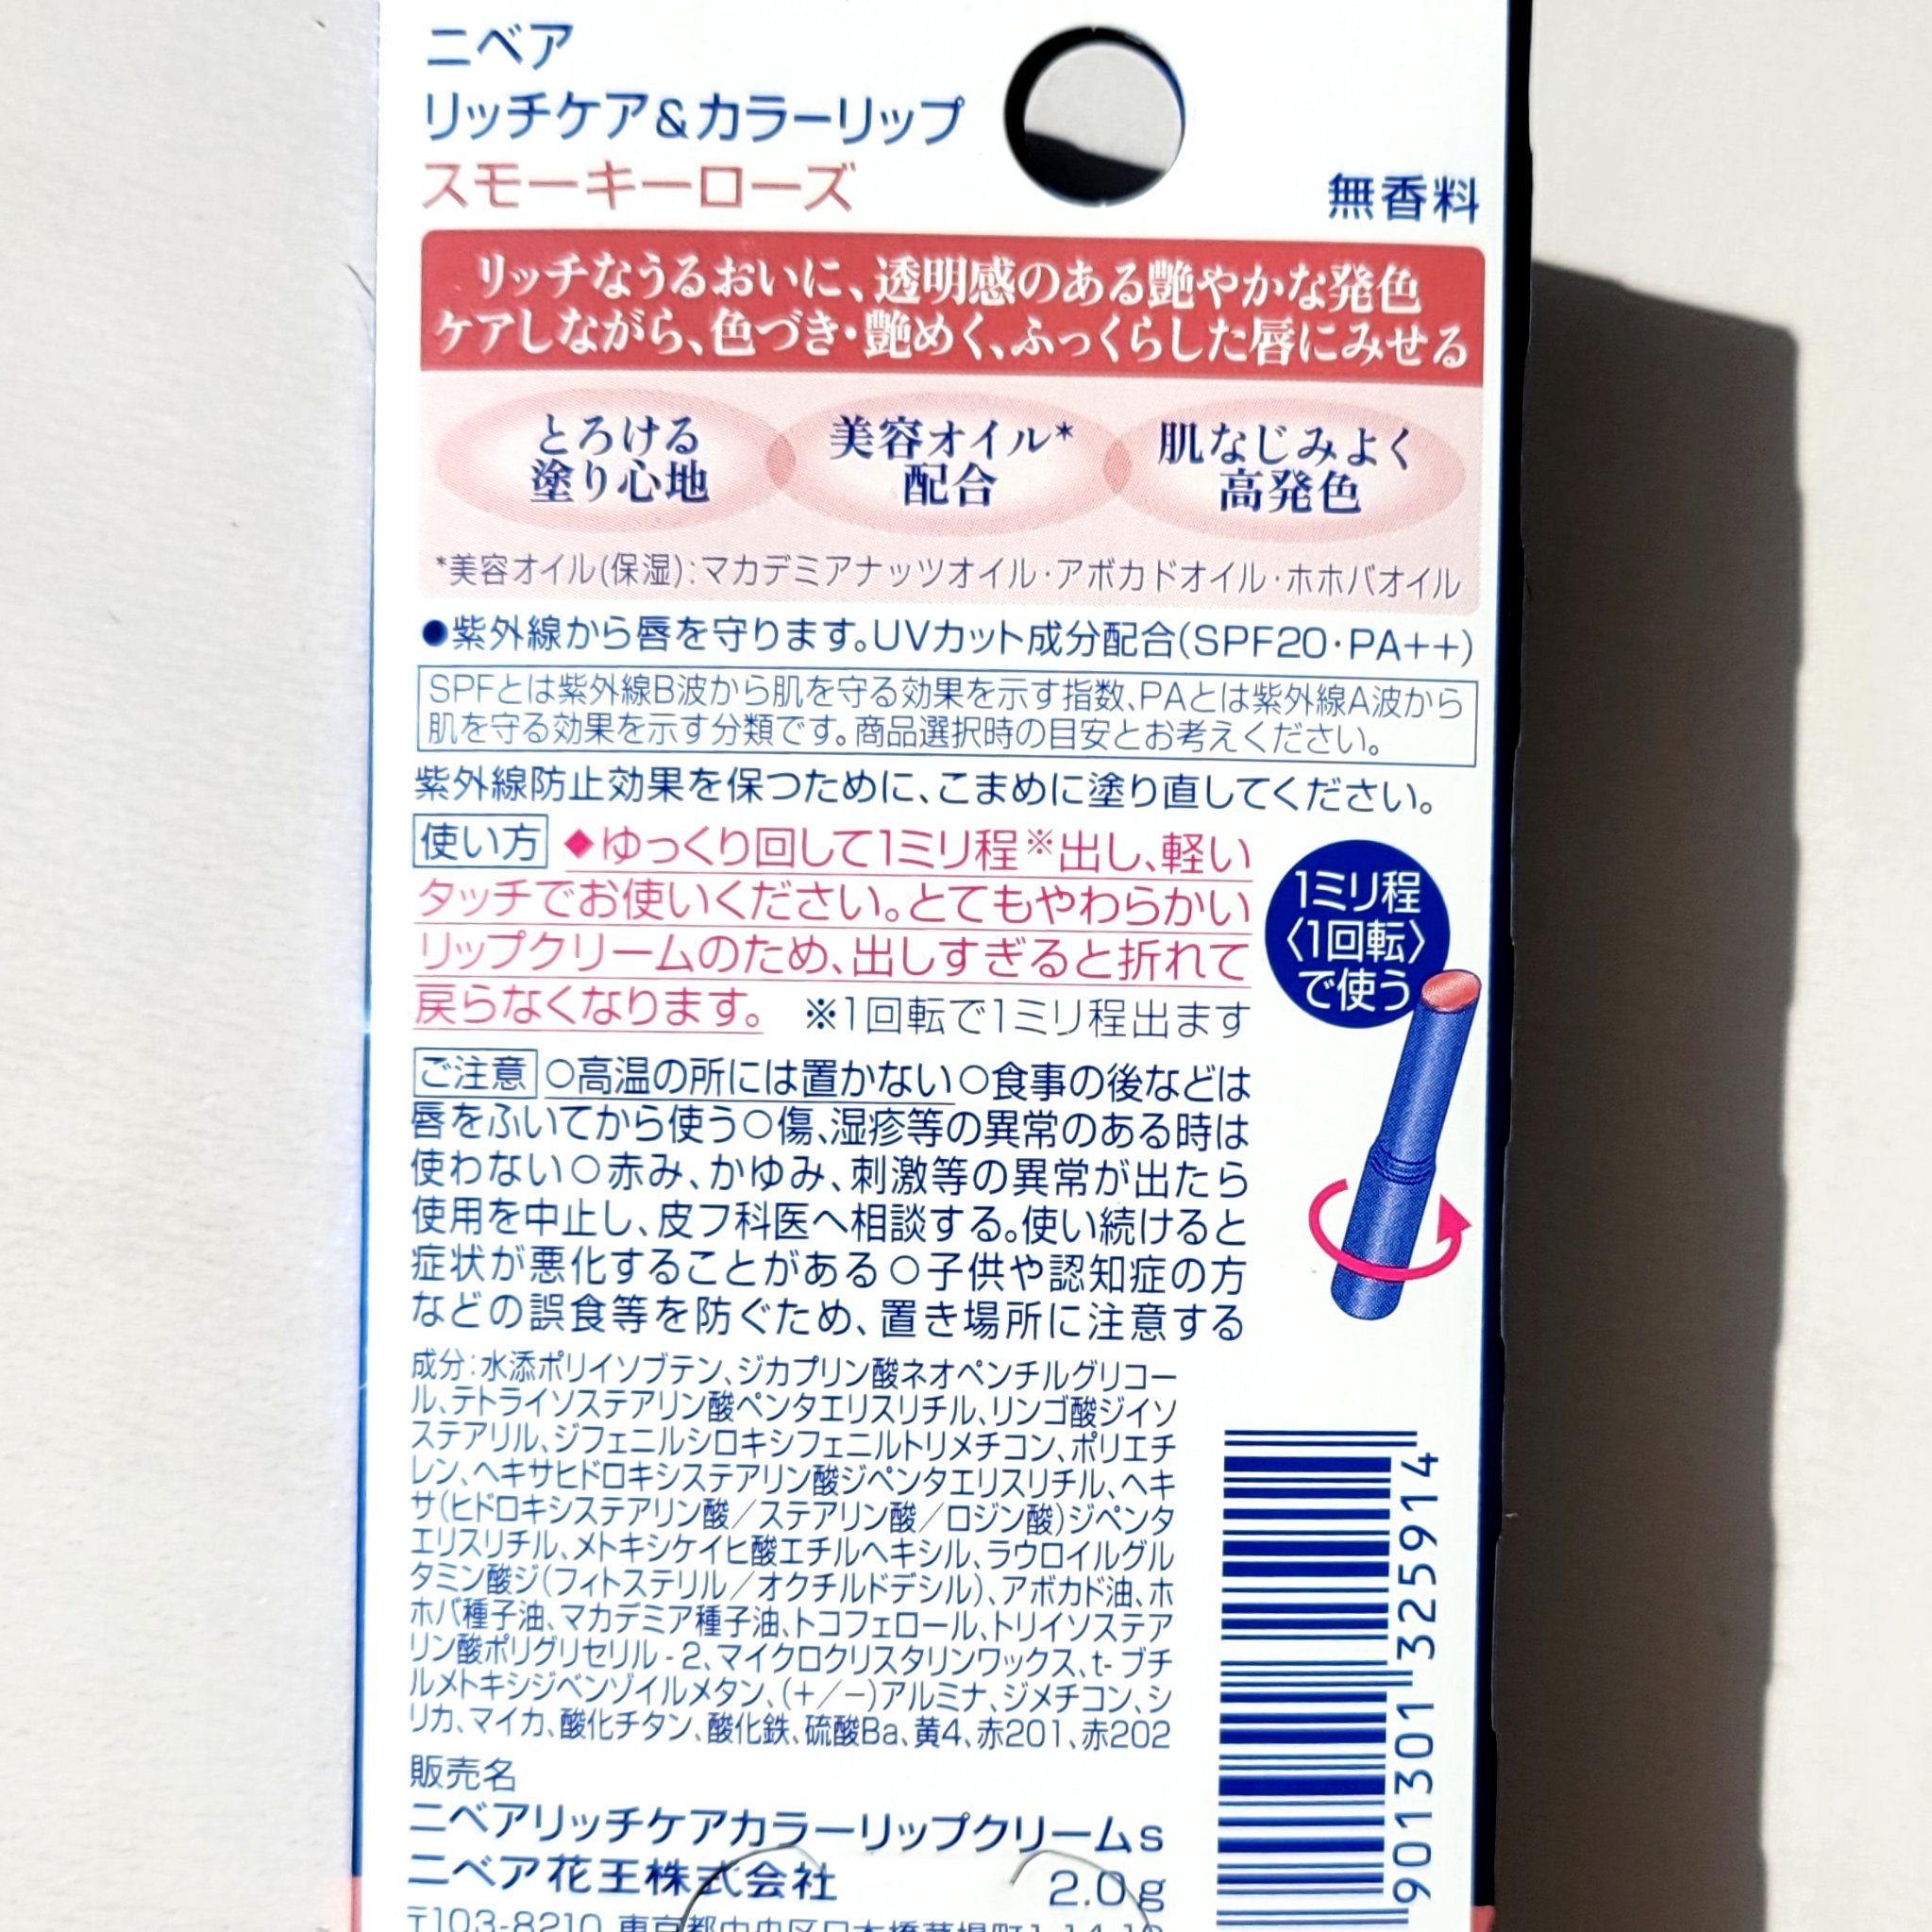 ニベア
リッチケア&カラーリップ
スモーキーローズ
無香料
リッチなうるおいに、透明感のある艶やかな発色
ケアしながら、色づき・艶めく、ふっくらした唇にみせる
とろける
塗り心地
美容オイル*
配合
肌なじみよく
高発色
*美容オイル(保湿):マカデミアナッツオイル・アボカドオイル・ホホバオイル
●紫外線から唇を守ります。UVカット成分配合(SPF20・PA++)
SPFとは紫外線B波から肌を守る効果を示す指数、PAとは紫外線A波から
肌を守る効果を示す分類です。商品選択時の目安とお考えください。
紫外線防止効果を保つために、こまめに塗り直してください。
使い方 ◆ゆっくり回して1ミリ程※出し、軽い
タッチでお使いください。とてもやわらかい
リップクリームのため、出しすぎると折れて
戻らなくなります。 ※1回転で1ミリ程出ます
1ミリ程
〈1回転〉
で使う
ご注意 ○高温の所には置かない○食事の後などは
唇をふいてから使う○傷、湿疹等の異常のある時は
使わない○赤み、かゆみ、刺激等の異常が出たら
使用を中止し、皮フ科医へ相談する。使い続けると
症状が悪化することがある○子供や認知症の方
などの誤食等を防ぐため、置き場所に注意する
成分:水添ポリイソブテン、ジカプリン酸ネオペンチルグリコー
ル、テトライソステアリン酸ペンタエリスリチル、リンゴ酸ジイソ
ステアリル、ジフェニルシロキシフェニルトリメチコン、ポリエチ
レン、ヘキサヒドロキシステアリン酸ジペンタエリスリチル、ヘキ
サ(ヒドロキシステアリン酸/ステアリン酸/ロジン酸)ジペンタ
エリスリチル、メトキシケイヒ酸エチルヘキシル、ラウロイルグル
タミン酸ジ(フィトステリル/オクチルドデシル)、アボカド油、ホ
ホバ種子油、マカデミア種子油、トコフェロール、トリイソステア
リン酸ポリグリセリル-2、マイクロクリスタリンワックス、t-ブチ
ルメトキシジベンゾイルメタン、(+/−)アルミナ、ジメチコン、シ
リカ、マイカ、酸化チタン、酸化鉄、硫酸Ba、黄4、赤201、赤202
販売名
ニベアリッチケアカラーリップクリームs
ニベア花王株式会社 2.0g
〒103-8210 東京都中央区日本橋茅場町1-14-10
4 901301 325914